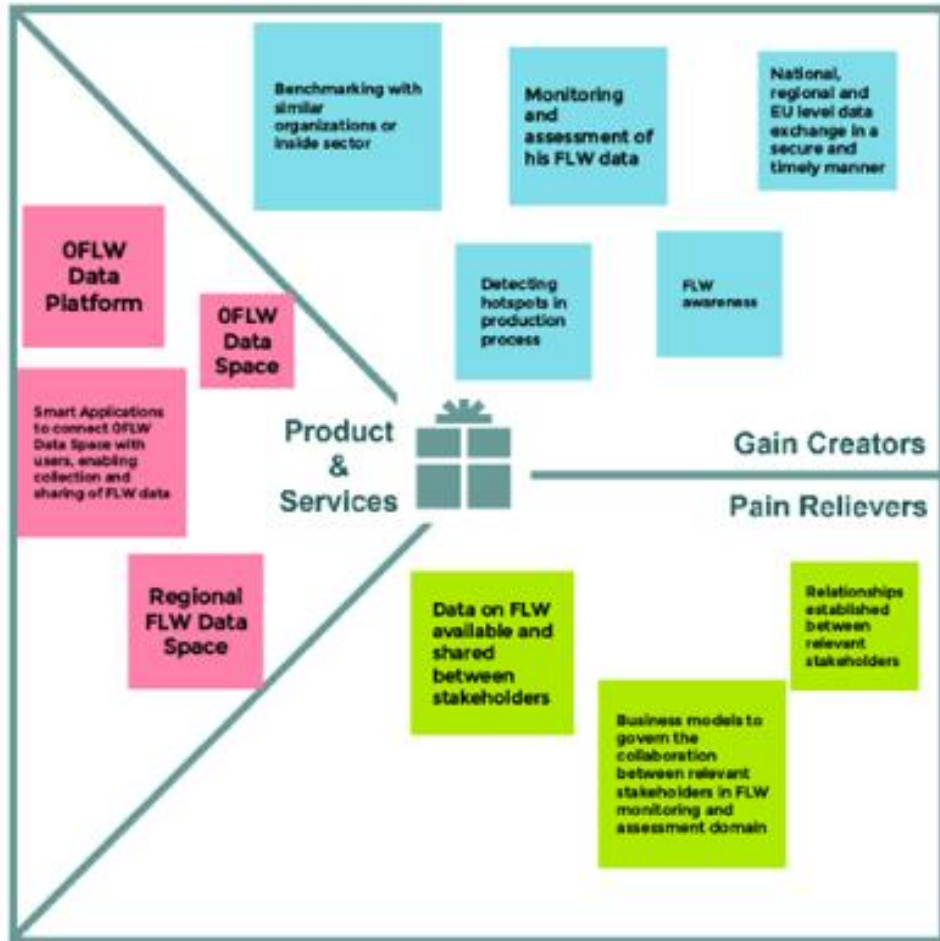 Benchmarking with
similar
organizations or
inside sector
Monitoring
and
assessment of
his FLW data
National,
regional and
EU level data
exchange in a
secure and
timely manner
Detecting
hotspots in
production
process
FLW
awareness
0FLW
Data
Platform
0FLW
Data
Space
Smart Applications
to connect 0FLW
Data Space with
users, enabling
collection and
sharing of FLW data
Regional
FLW Data
Space
Product
&
Services
Gain Creators
Pain Relievers
Data on FLW
available and
shared
between
stakeholders
Business models to
govern the
collaboration
between relevant
stakeholders in FLW
monitoring and
assessment domain
Relationships
established
between
relevant
stakeholders